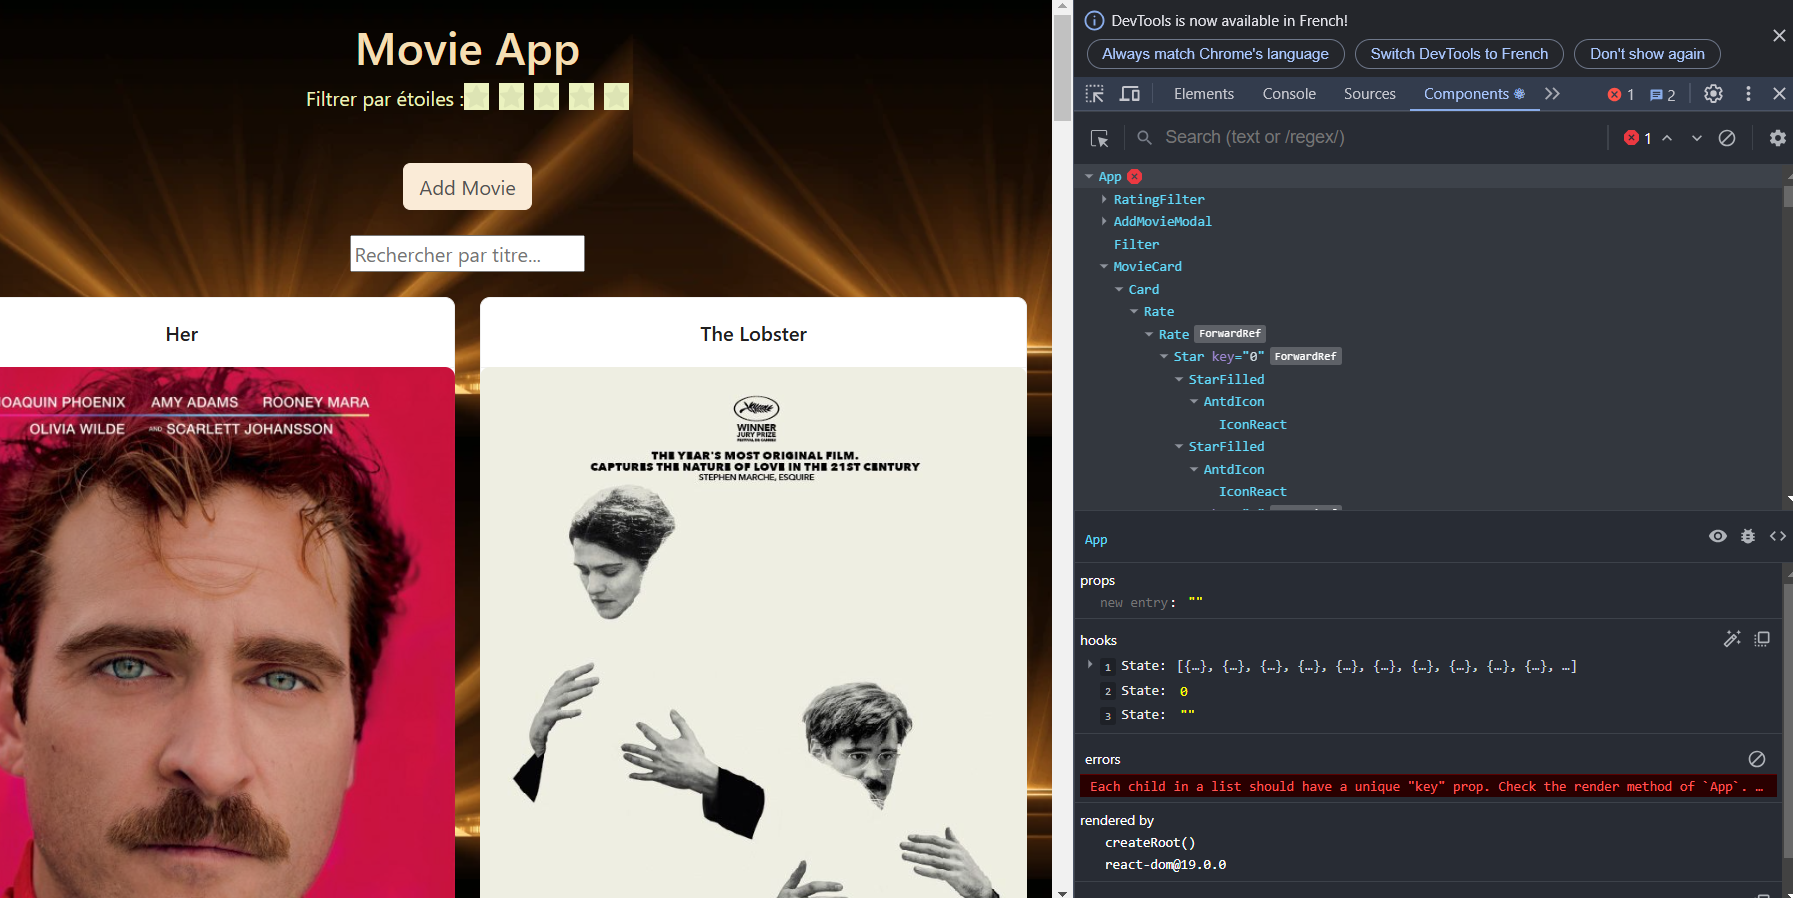 Movie App
Filtrer par étoiles :
Add Movie
Rechercher par titre...
Her
The Lobster
OAQUIN PHOENIX AMY ADAMS ROONEY MARA
OLIVIA WILDE AND SCARLETT JOHANSSON
WINNER
JURY PRIZE
FESTIVAL DE CANNES
THE YEAR'S MOST ORIGINAL FILM.
CAPTURES THE NATURE OF LOVE IN THE 21ST CENTURY
STEPHEN MARCHE, ESQUIRE
DevTools is now available in French!
Always match Chrome's language Switch DevTools to French Don't show again
Elements Console Sources Components 1 2
Search (text or /regex/) 1
App
RatingFilter
AddMovieModal
Filter
MovieCard
Card
Rate
Rate ForwardRef
Star key="0" ForwardRef
StarFilled
AntdIcon
IconReact
StarFilled
AntdIcon
IconReact
App
props
new entry: ""
hooks
1 State: [{…}, {…}, {…}, {…}, {…}, {…}, {…}, {…}, {…}, {…}, …]
2 State: 0
3 State: ""
errors
Each child in a list should have a unique "key" prop. Check the render method of `App`. …
rendered by
createRoot()
react-dom@19.0.0